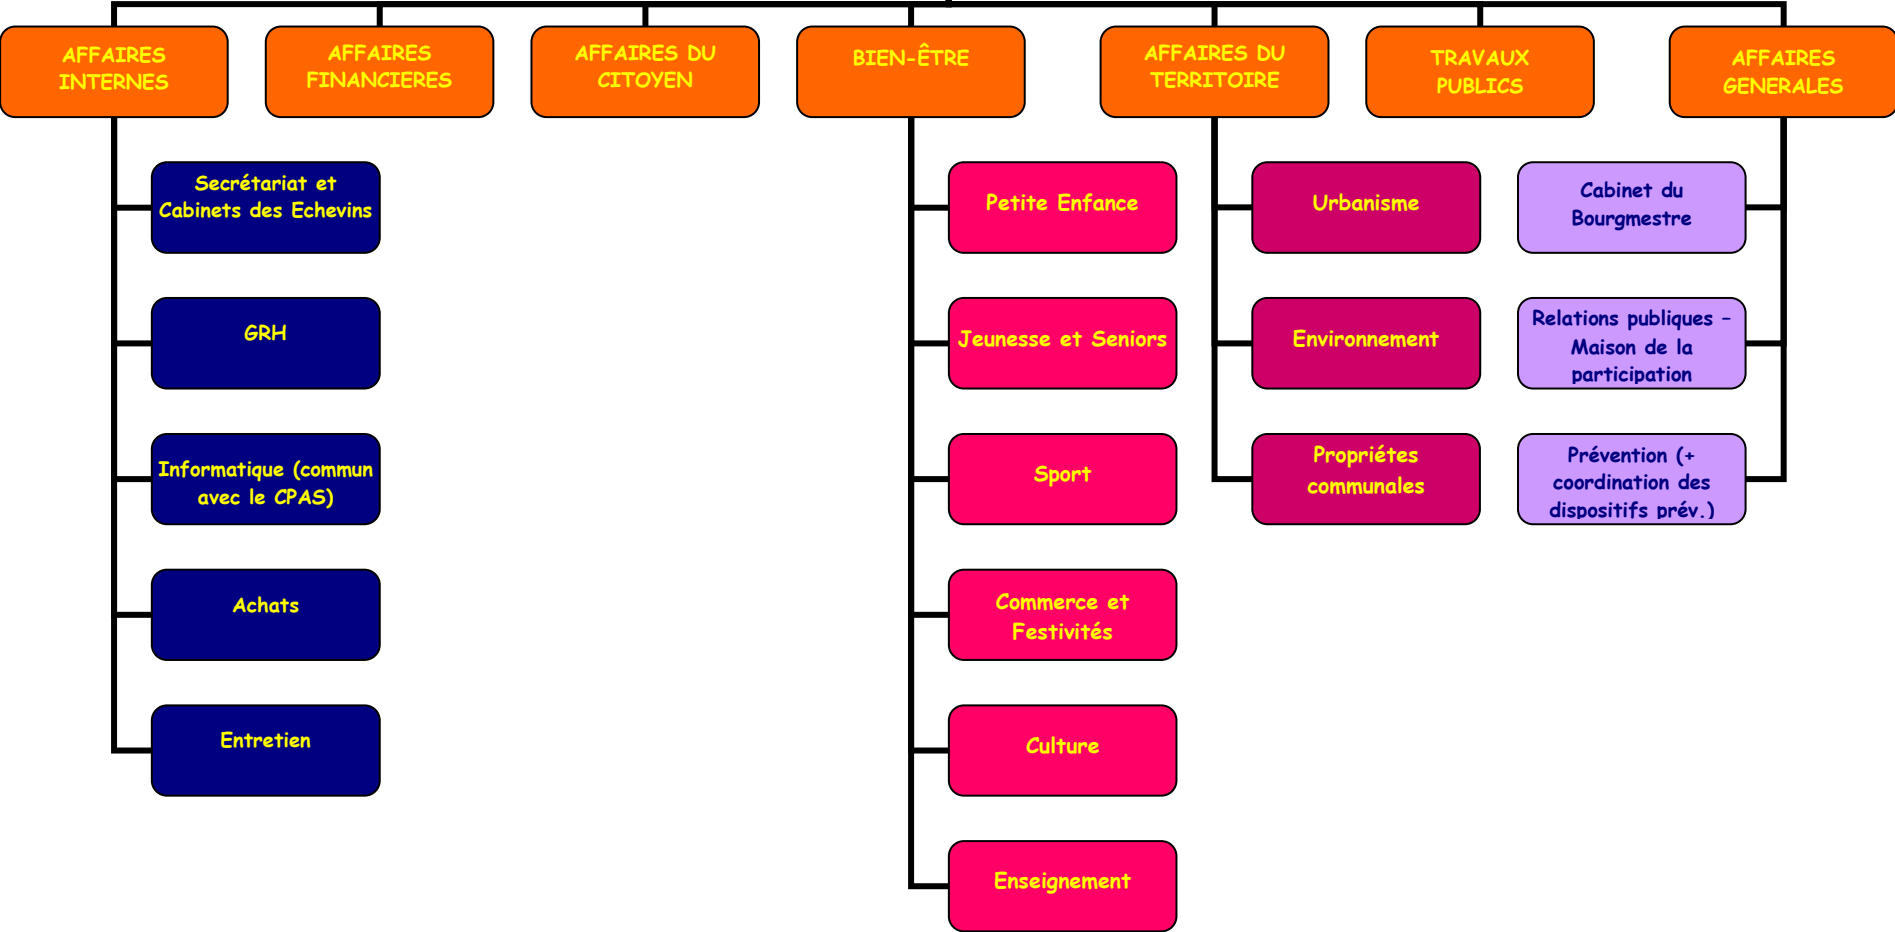 AFFAIRES
INTERNES
AFFAIRES
FINANCIERES
AFFAIRES DU
CITOYEN
BIEN-ÊTRE
AFFAIRES DU
TERRITOIRE
TRAVAUX
PUBLICS
AFFAIRES
GENERALES
Secrétariat et
Cabinets des Echevins
GRH
Informatique (commun
avec le CPAS)
Achats
Entretien
Petite Enfance
Jeunesse et Seniors
Sport
Commerce et
Festivités
Culture
Enseignement
Urbanisme
Environnement
Propriétes
communales
Cabinet du
Bourgmestre
Relations publiques –
Maison de la
participation
Prévention (+
coordination des
dispositifs prév.)